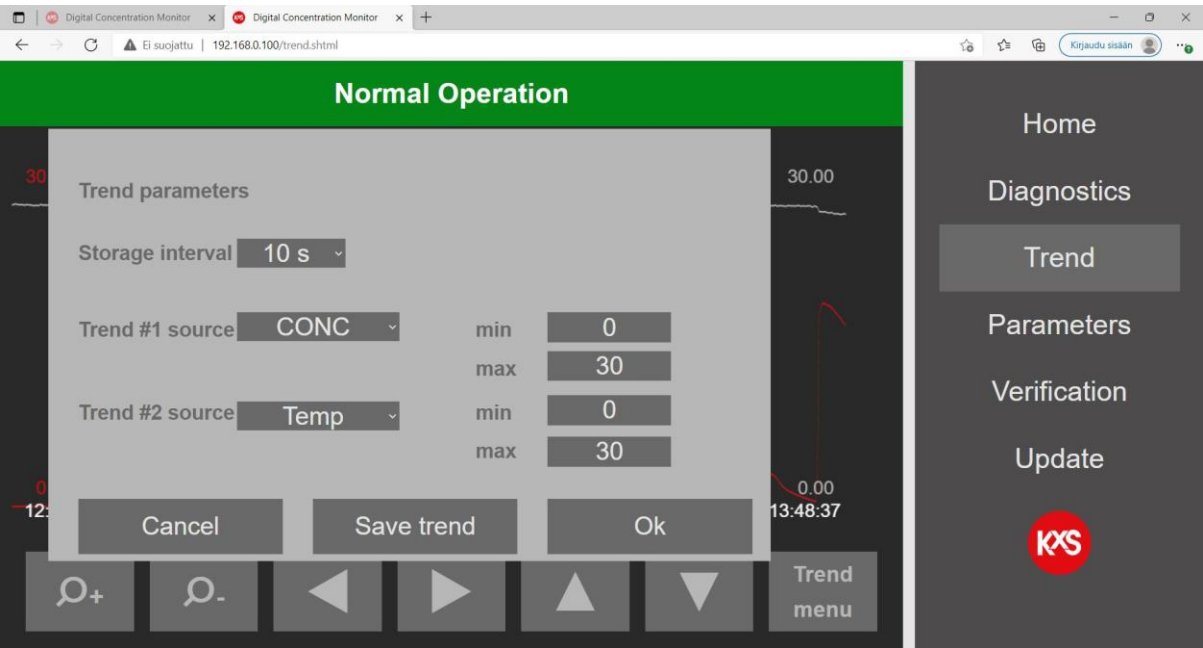 Digital Concentration Monitor
Digital Concentration Monitor
Ei suojattu | 192.168.0.100/trend.shtml
Kirjaudu sisään
Normal Operation
30
30.00
Trend parameters
Storage interval 10 s
Trend #1 source CONC min 0
max 30
Trend #2 source Temp min 0
max 30
0
0.00
12:
13:48:37
Cancel Save trend Ok
+ - Trend
menu
Home
Diagnostics
Trend
Parameters
Verification
Update
KXS